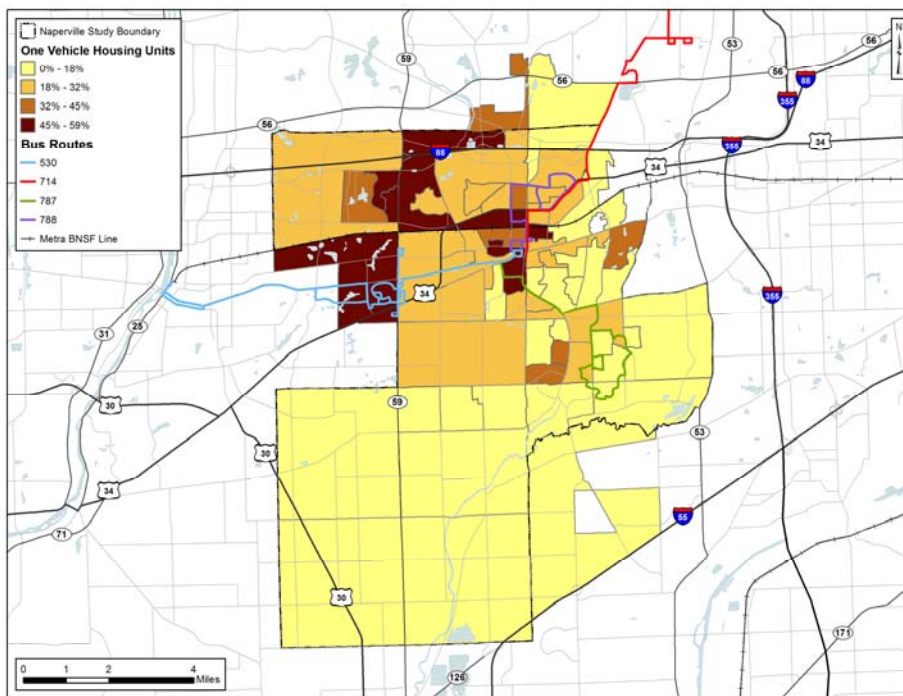 Naperville Study Boundary
One Vehicle Housing Units
0% - 18%
18% - 32%
32% - 45%
45% - 59%
Bus Routes
530
714
787
788
Metra BNSF Line
N
59
53
56
56
56
88
355
56
56
88
355
34
34
34
31
25
30
59
53
30
34
71
55
30
126
171
355
0 1 2 4
Miles